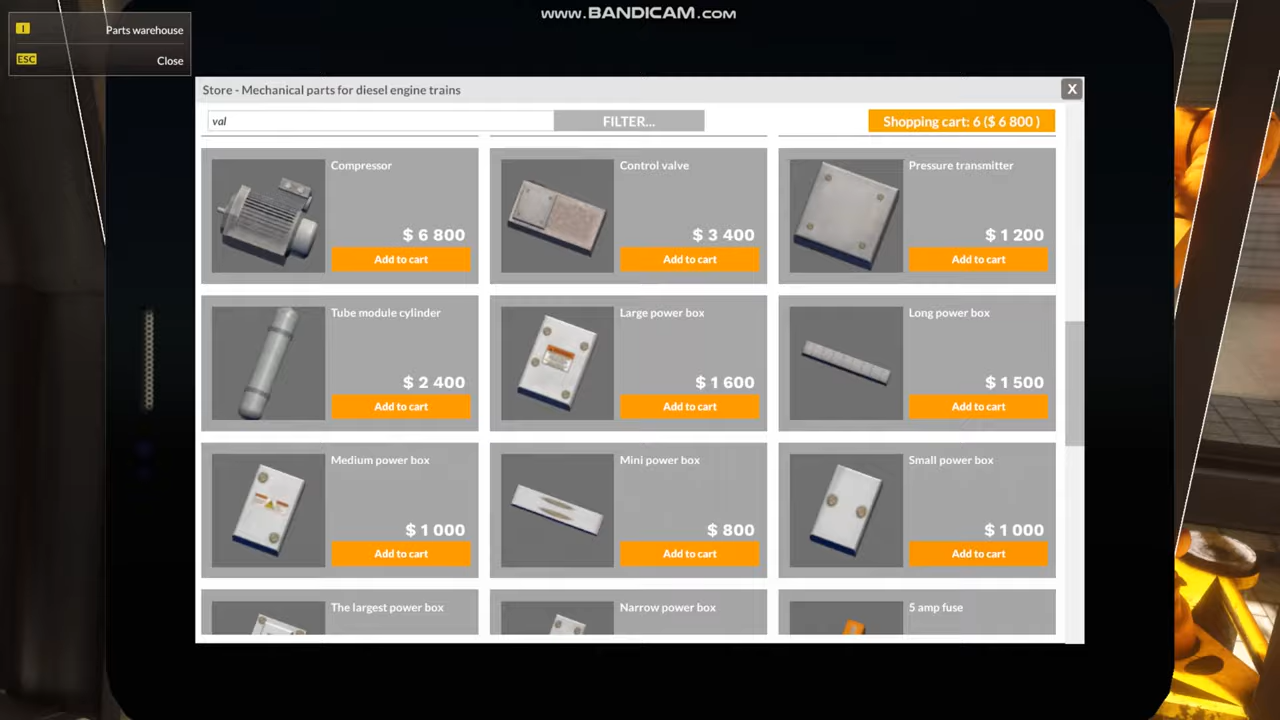 www.BANDICAM.com
I Parts warehouse
ESC Close
Store - Mechanical parts for diesel engine trains
X
val
FILTER...
Shopping cart: 6 ($ 6 800 )
Compressor
$ 6 800
Add to cart
Control valve
$ 3 400
Add to cart
Pressure transmitter
$ 1 200
Add to cart
Tube module cylinder
$ 2 400
Add to cart
Large power box
$ 1 600
Add to cart
Long power box
$ 1 500
Add to cart
Medium power box
$ 1 000
Add to cart
Mini power box
$ 800
Add to cart
Small power box
$ 1 000
Add to cart
The largest power box
Narrow power box
5 amp fuse